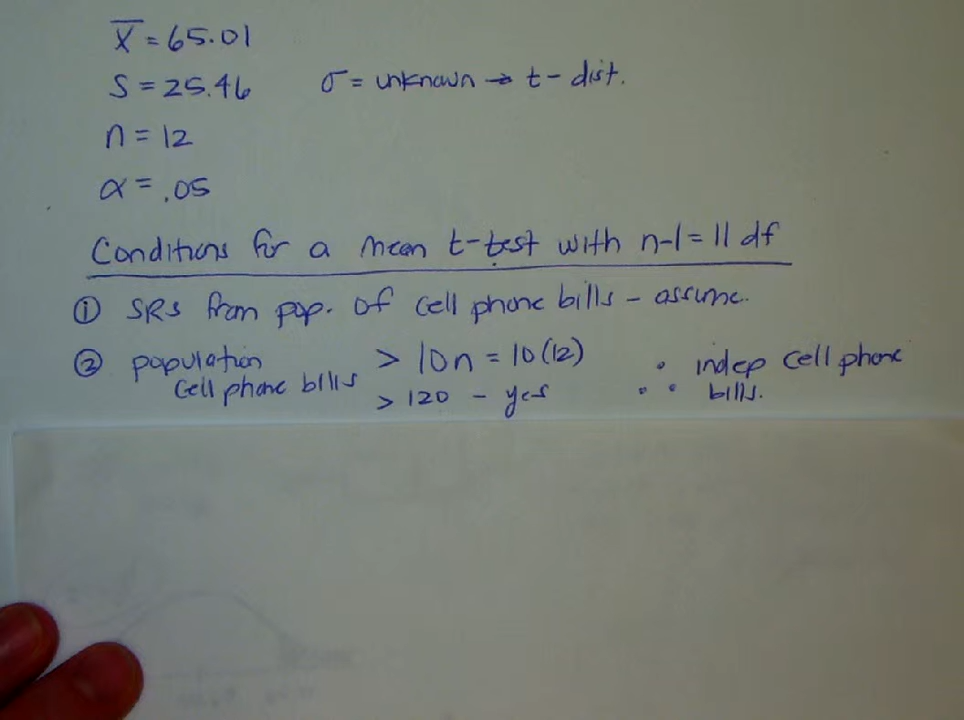 x̄ = 65.01
S = 25.46 σ = unknown → t-dist.
n = 12
α = .05
Conditions for a mean t-test with n-1 = 11 df
① SRS from pop. of cell phone bills - assume.
② population > 10n = 10(12) ∴ indep cell phone
cell phone bills > 120 - yes bills.